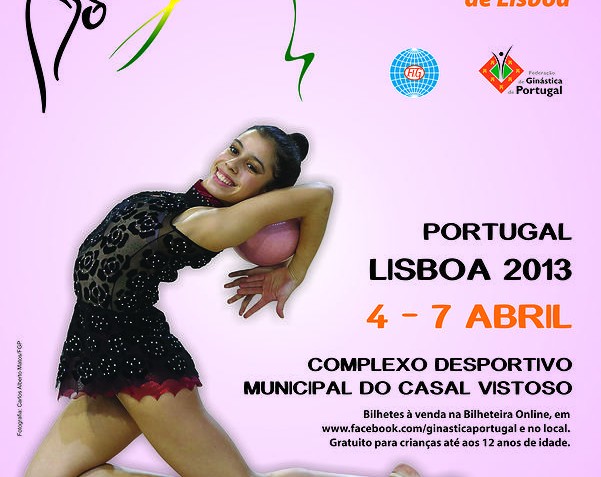 de Lisboa
FIG
Federação
de Ginástica
de Portugal
PORTUGAL
LISBOA 2013
4 - 7 ABRIL
COMPLEXO DESPORTIVO
MUNICIPAL DO CASAL VISTOSO
Bilhetes à venda na Bilheteira Online, em
www.facebook.com/ginasticaportugal e no local.
Gratuito para crianças até aos 12 anos de idade.
Fotografia: Carlos Alberto Matos/FGP